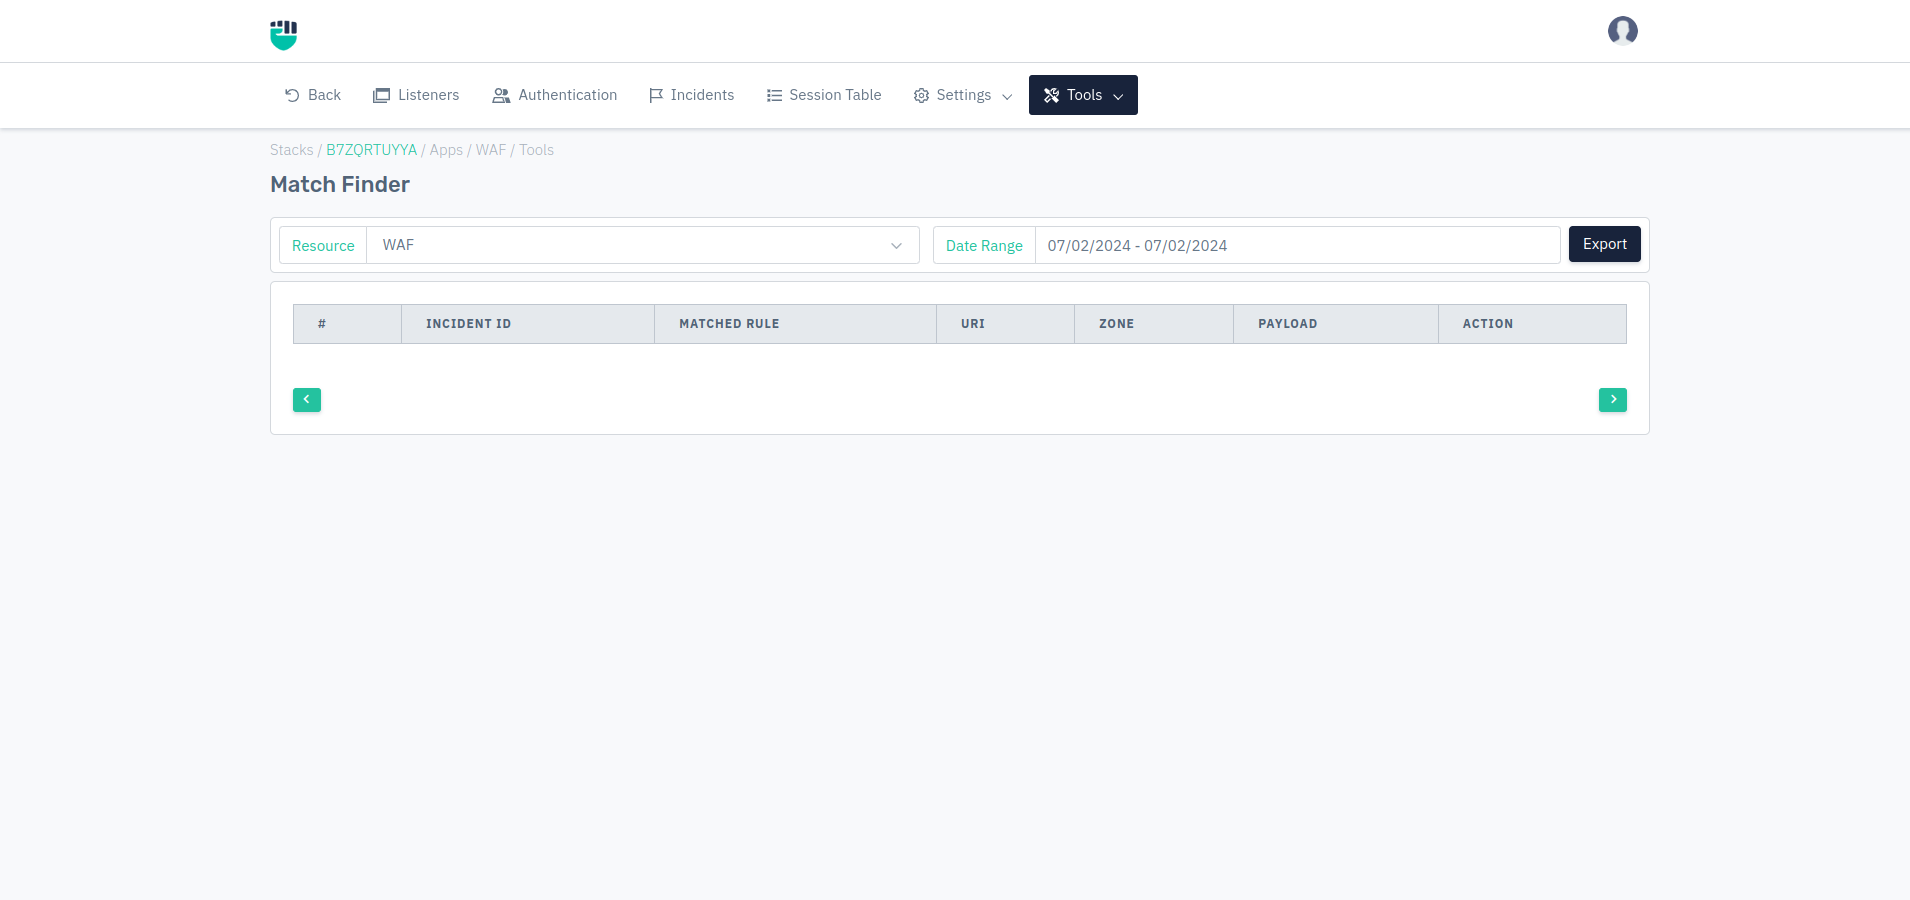 Back Listeners Authentication Incidents Session Table Settings Tools
Stacks / B7ZQRTUYYA / Apps / WAF / Tools
Match Finder
Resource WAF Date Range 07/02/2024 - 07/02/2024 Export
# INCIDENT ID MATCHED RULE URI ZONE PAYLOAD ACTION